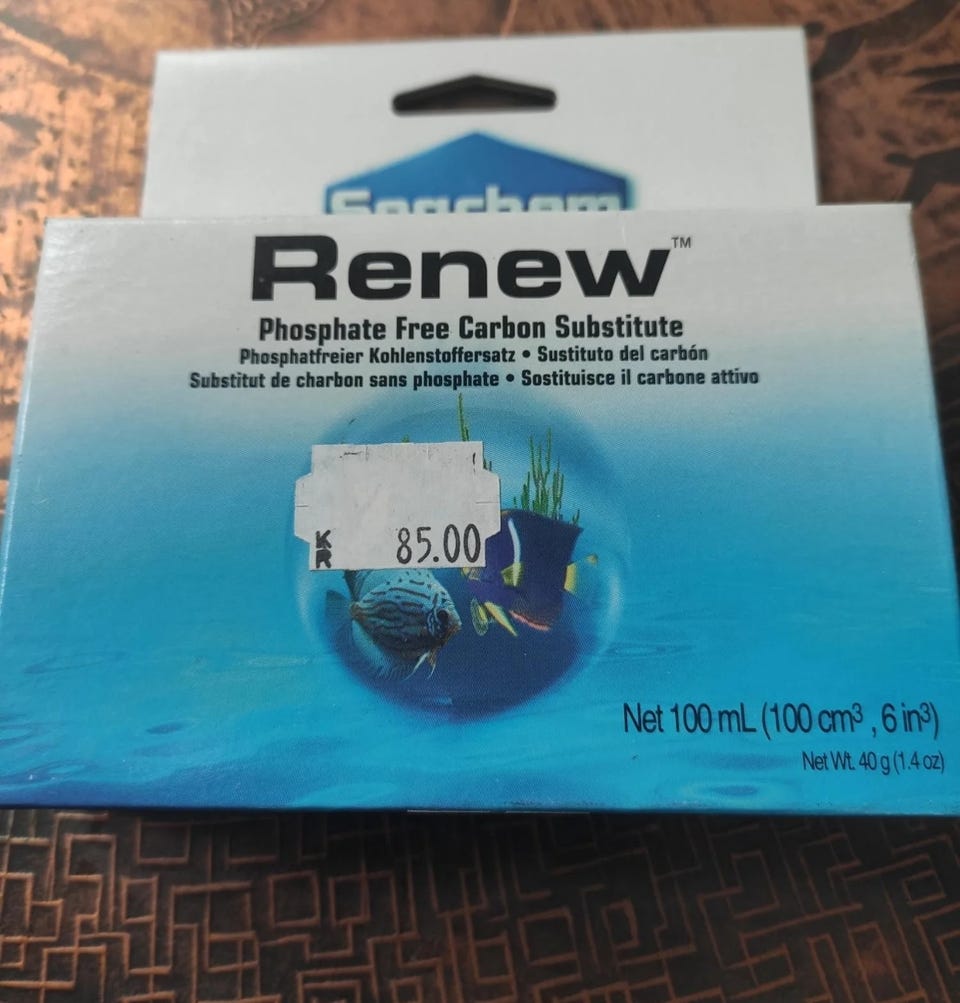 Seachem
Renew™
Phosphate Free Carbon Substitute
Phosphatfreier Kohlenstoffersatz • Sustituto del carbón
Substitut de charbon sans phosphate • Sostituisce il carbone attivo
KR 85.00
Net 100 mL (100 cm³ , 6 in³)
Net Wt. 40 g (1.4 oz)